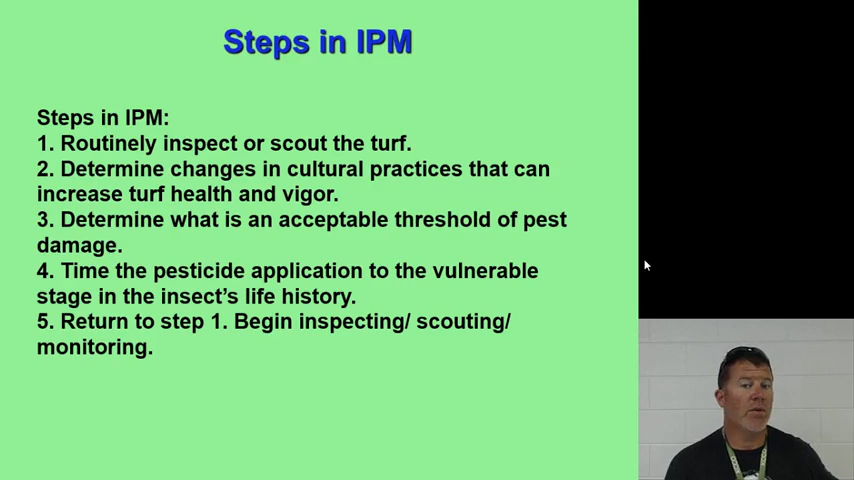 Steps in IPM
Steps in IPM:
1. Routinely inspect or scout the turf.
2. Determine changes in cultural practices that can
increase turf health and vigor.
3. Determine what is an acceptable threshold of pest
damage.
4. Time the pesticide application to the vulnerable
stage in the insect’s life history.
5. Return to step 1. Begin inspecting/ scouting/
monitoring.